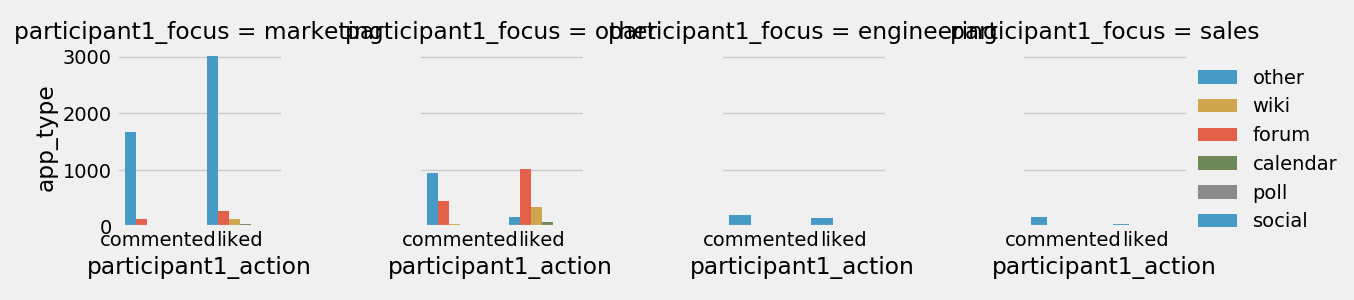 participant1_focus = marketing
participant1_focus = other
participant1_focus = engineering
participant1_focus = sales
app_type
3000
2000
1000
0
commented liked
commented liked
commented liked
commented liked
participant1_action
participant1_action
participant1_action
participant1_action
other
wiki
forum
calendar
poll
social